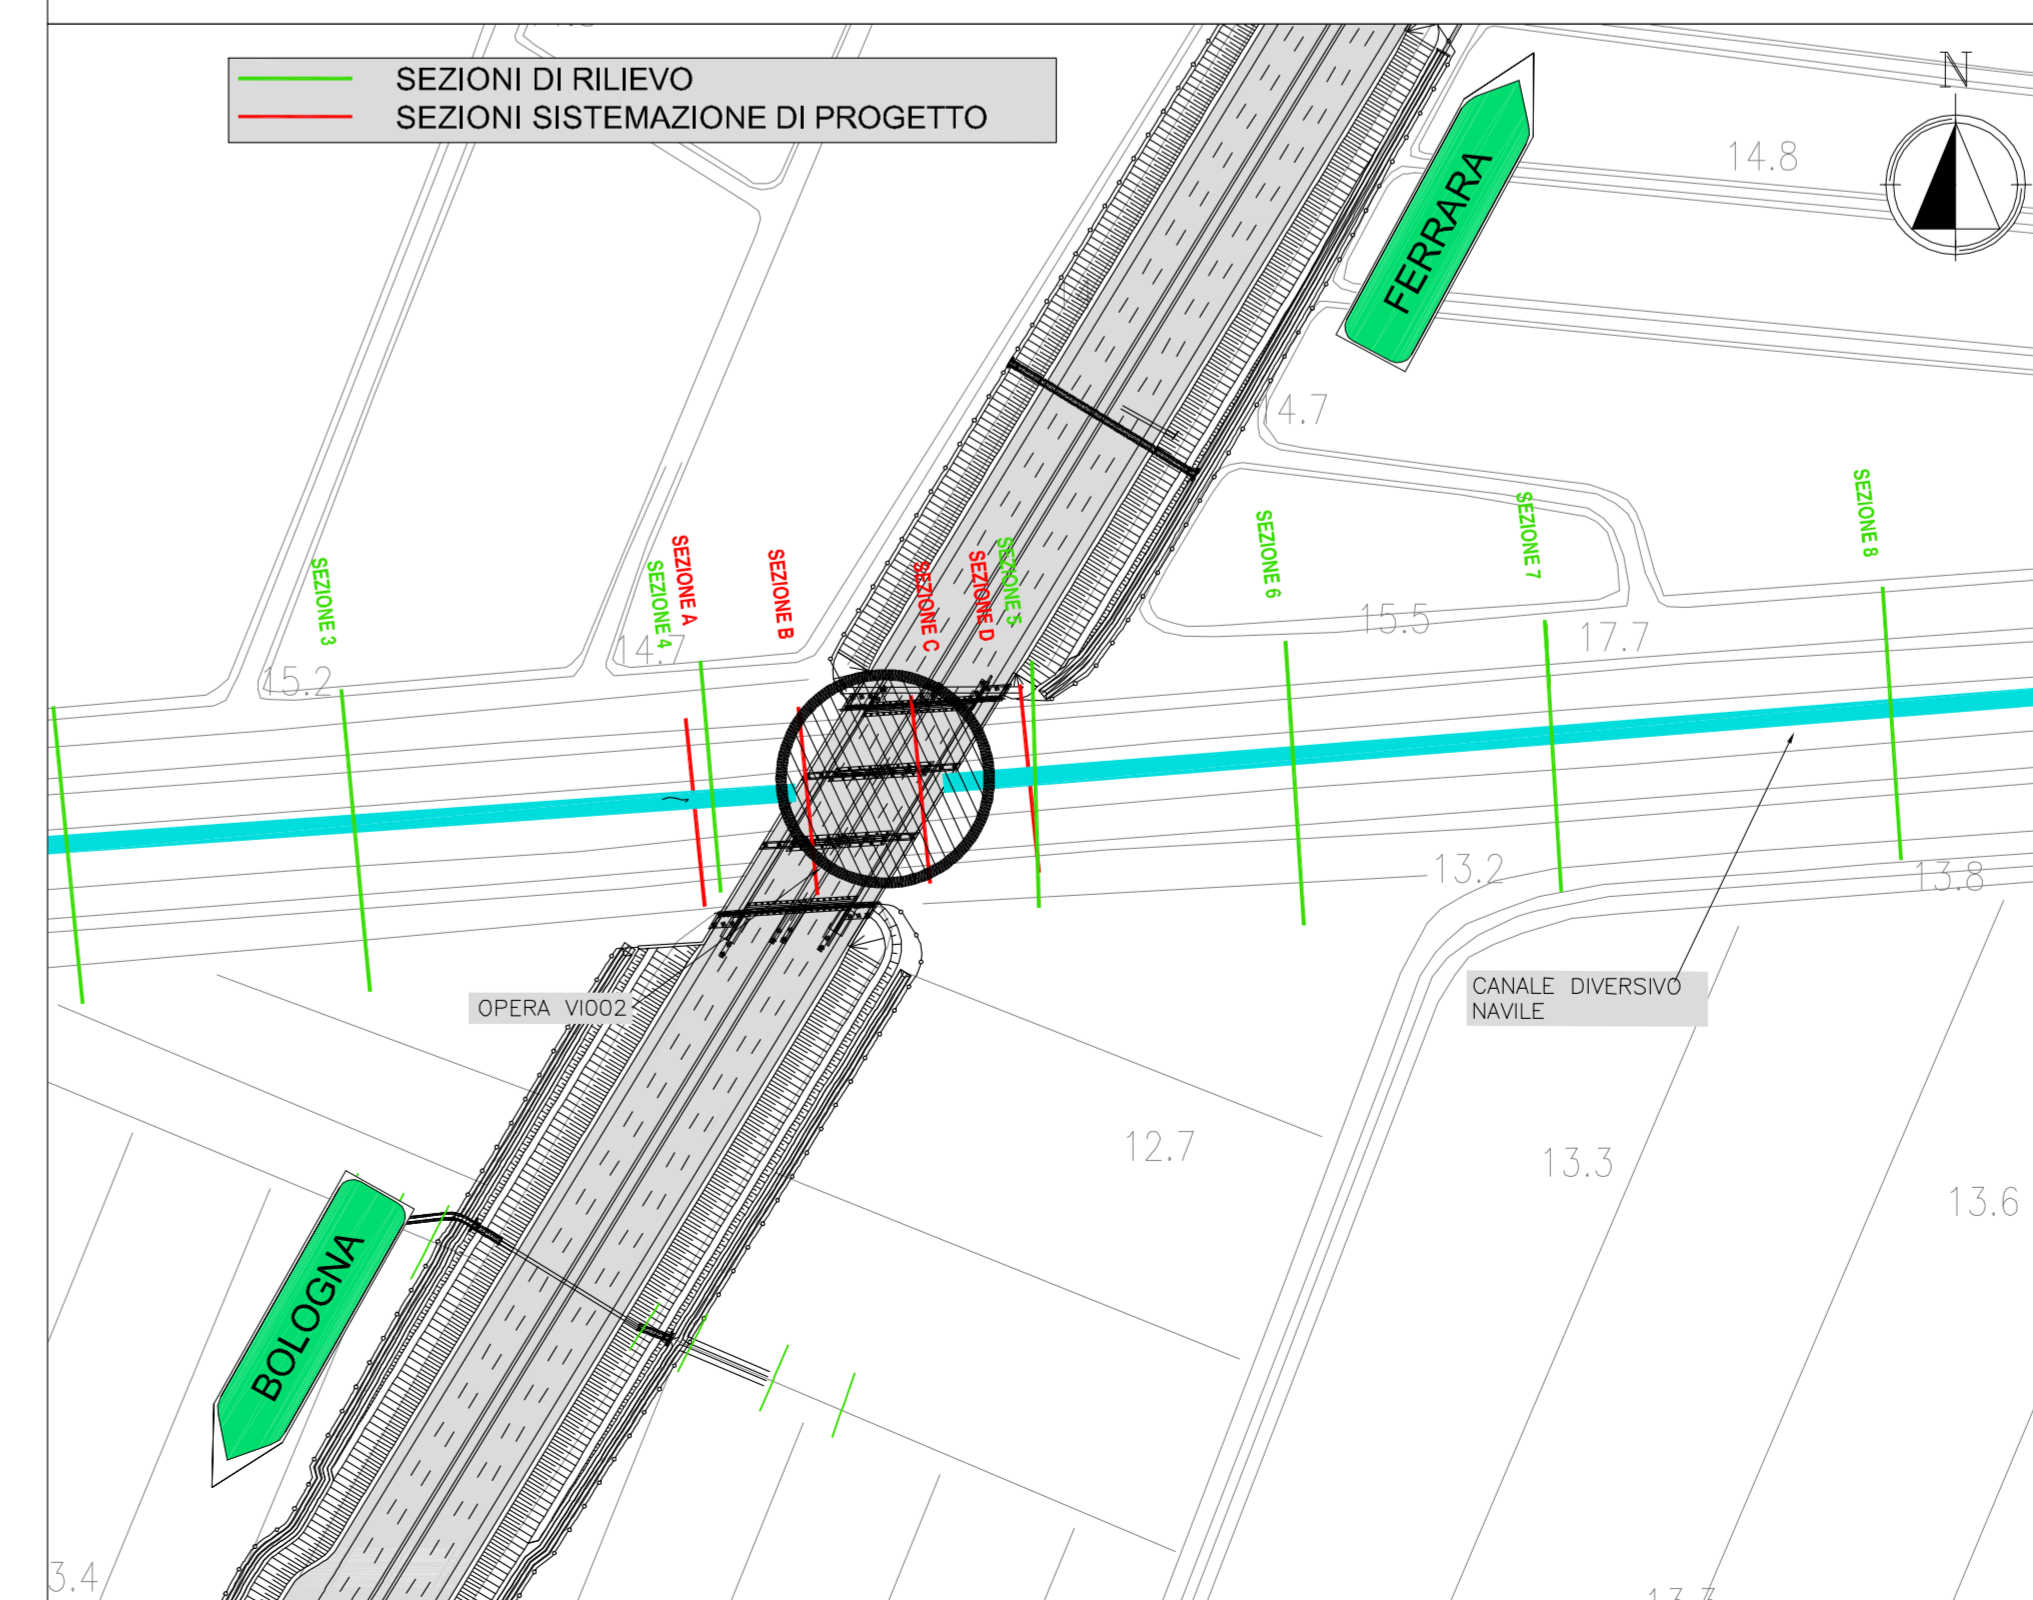 SEZIONI DI RILIEVO
SEZIONI SISTEMAZIONE DI PROGETTO
N
14.8
FERRARA
14.7
SEZIONE 3
SEZIONE 4
SEZIONE A
SEZIONE B
SEZIONE C
SEZIONE D
SEZIONE 5
SEZIONE 6
SEZIONE 7
SEZIONE 8
15.2
14.7
15.5
17.7
13.2
13.8
OPERA VI002
CANALE DIVERSIVO
NAVILE
12.7
13.3
13.6
BOLOGNA
3.4